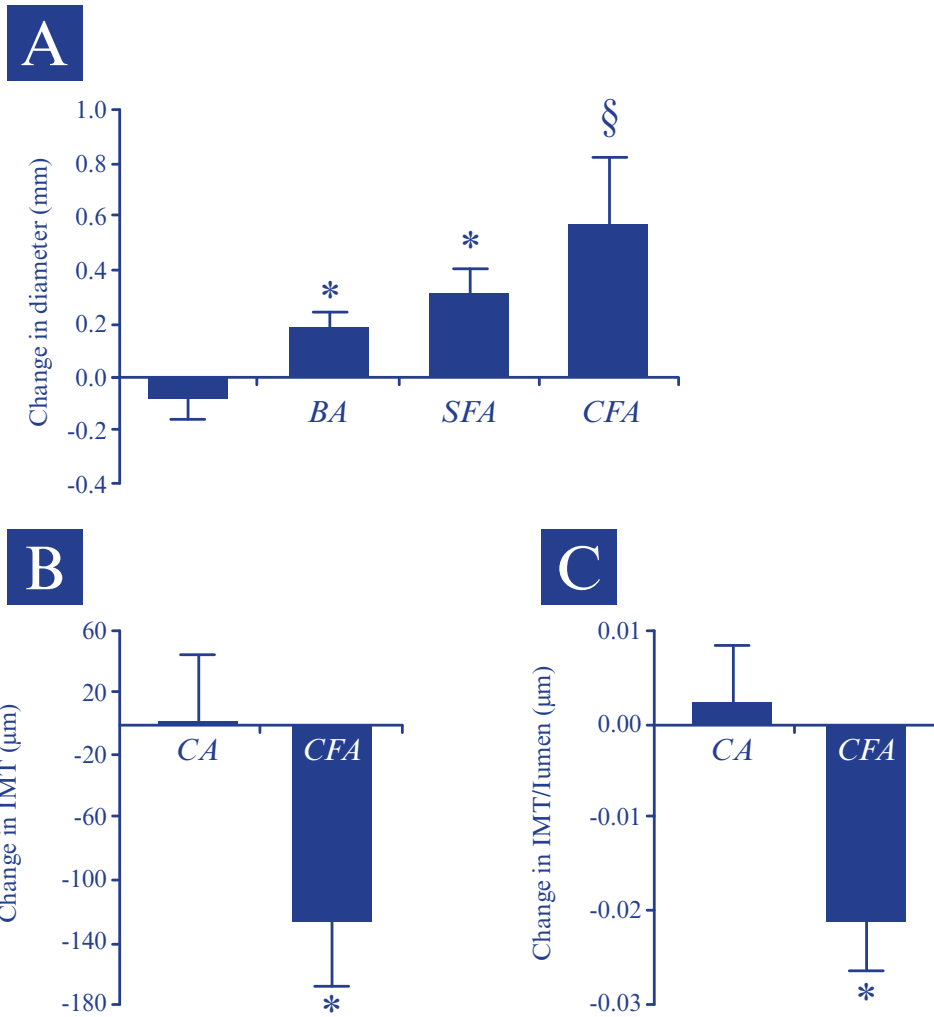 A
Change in diameter (mm)
1.0
0.8
0.6
0.4
0.2
0.0
-0.2
-0.4
*
*
§
BA
SFA
CFA
B
Change in IMT (μm)
60
20
-20
-60
-100
-140
-180
CA
CFA
*
C
Change in IMT/Iumen (μm)
0.01
0.00
-0.01
-0.02
-0.03
CA
CFA
*